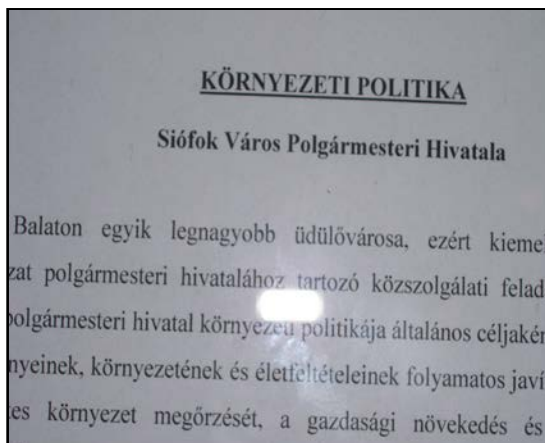 KÖRNYEZETI POLITIKA
Siófok Város Polgármesteri Hivatala
Balaton egyik legnagyobb üdülővárosa, ezért kieme
zat polgármesteri hivatalához tartozó közszolgálati felad
polgármesteri hivatal környezeti politikája általános céljakén
nyeinek, környezetének és életfeltételeinek folyamatos javí
es környezet megőrzését, a gazdasági növekedés és